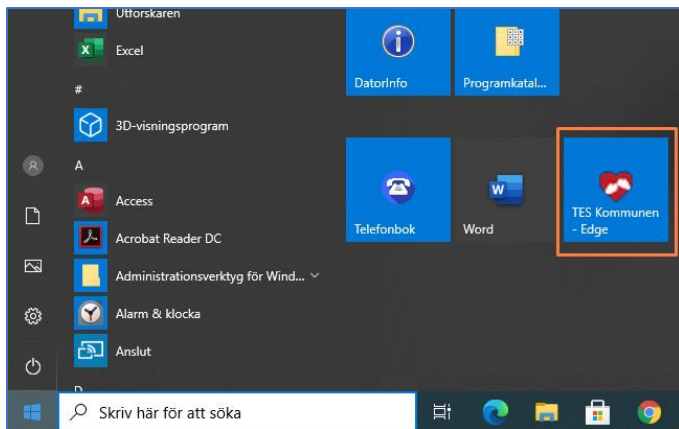 Utforskaren
Excel
#
3D-visningsprogram
A
Access
Acrobat Reader DC
Administrationsverktyg för Wind...
Alarm & klocka
Anslut
DatorInfo
Programkatal...
Telefonbok
Word
TES Kommunen
- Edge
Skriv här för att söka